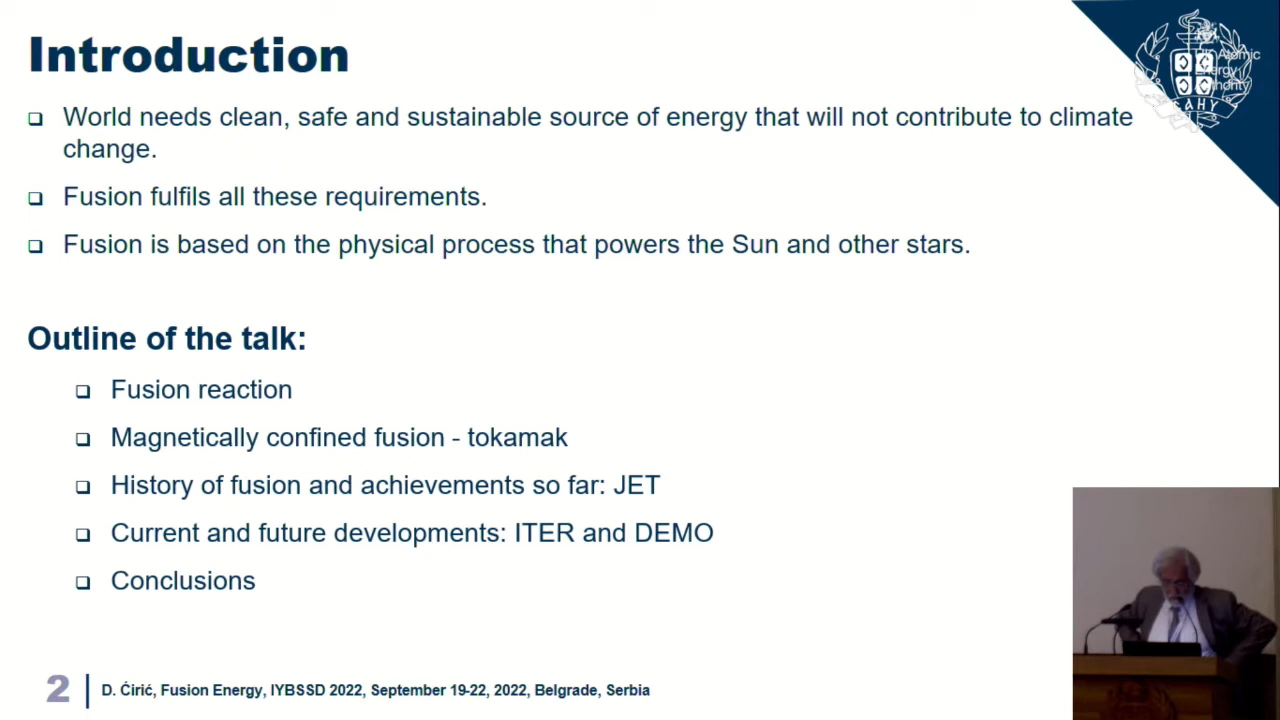 Introduction
❑ World needs clean, safe and sustainable source of energy that will not contribute to climate
change.
❑ Fusion fulfils all these requirements.
❑ Fusion is based on the physical process that powers the Sun and other stars.
Outline of the talk:
❑ Fusion reaction
❑ Magnetically confined fusion - tokamak
❑ History of fusion and achievements so far: JET
❑ Current and future developments: ITER and DEMO
❑ Conclusions
2 D. Ćirić, Fusion Energy, IYBSSD 2022, September 19-22, 2022, Belgrade, Serbia
САНУ
Energy